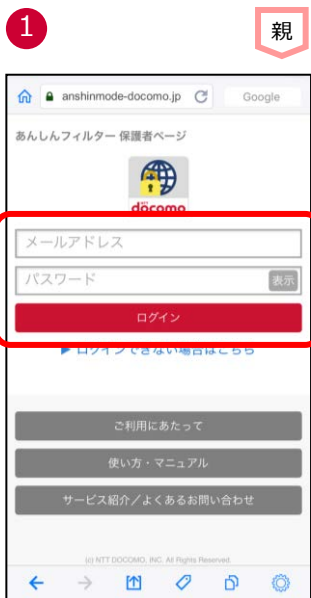 1
親
anshinmode-docomo.jp
Google
あんしんフィルター 保護者ページ
döcomo
メールアドレス
パスワード
表示
ログイン
▶ ログインできない場合はこちら
ご利用にあたって
使い方・マニュアル
サービス紹介／よくあるお問い合わせ
(c) NTT DOCOMO, INC. All Rights Reserved.